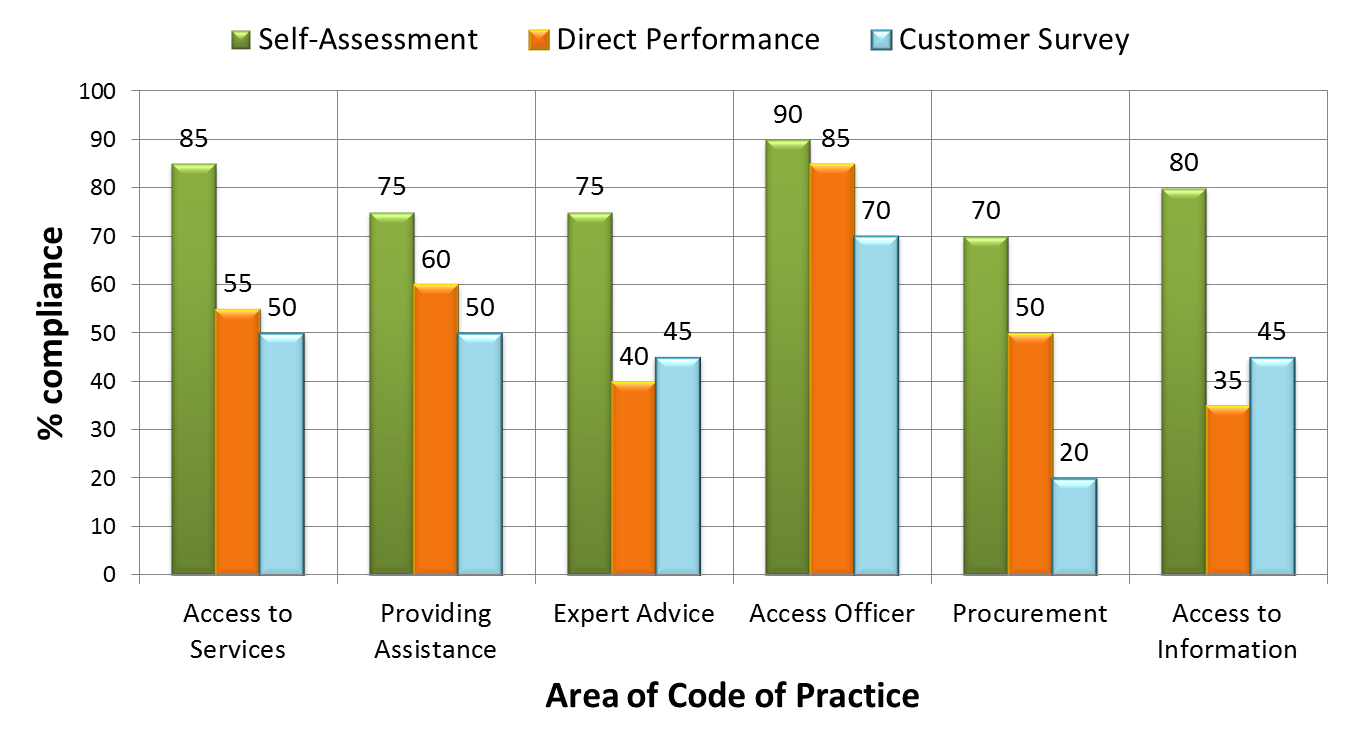 Self-Assessment Direct Performance Customer Survey
100
90
80
70
60
50
40
30
20
10
0
% compliance
85 55 50
75 60 50
75 40 45
90 85 70
70 50 20
80 35 45
Access to Services
Providing Assistance
Expert Advice
Access Officer
Procurement
Access to Information
Area of Code of Practice